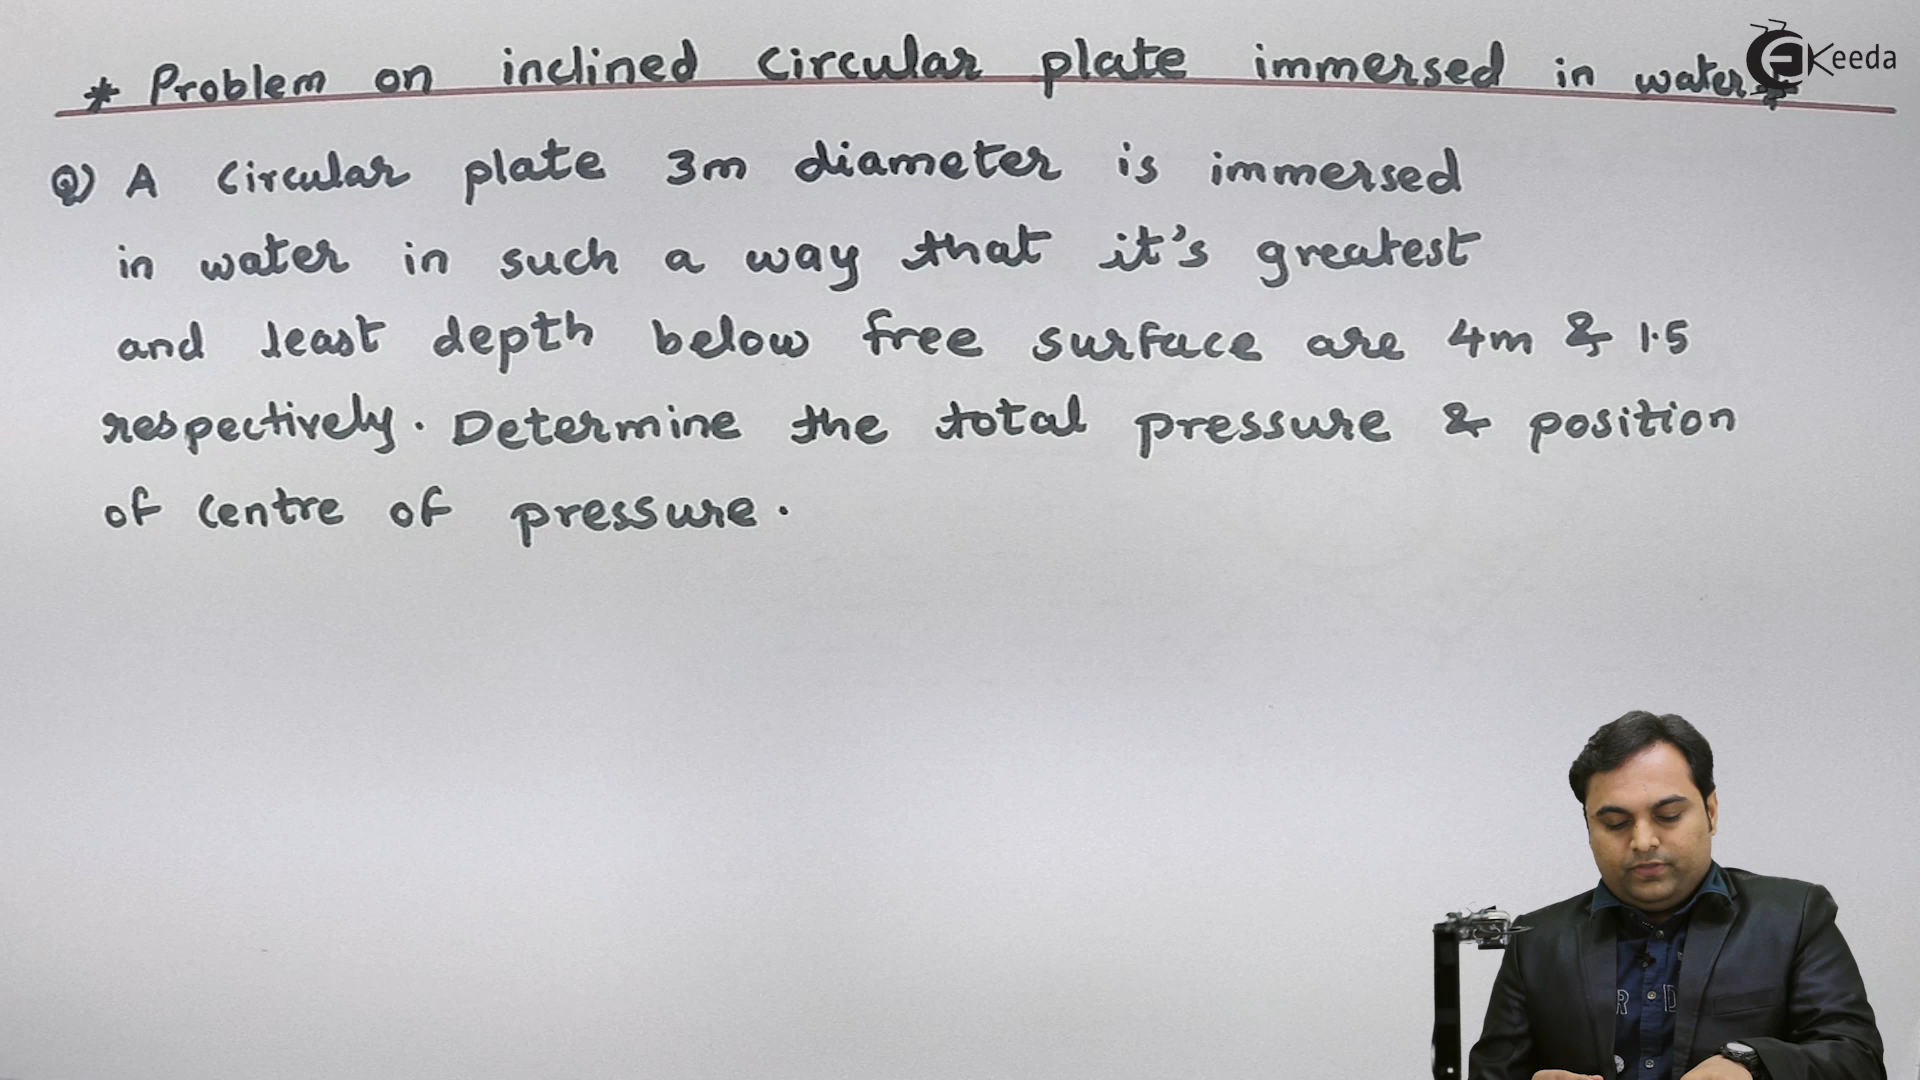 * Problem on inclined circular plate immersed in water *
Keeda
Q) A circular plate 3m diameter is immersed
in water in such a way that it's greatest
and least depth below free surface are 4m & 1.5
respectively. Determine the total pressure & position
of centre of pressure.
R D